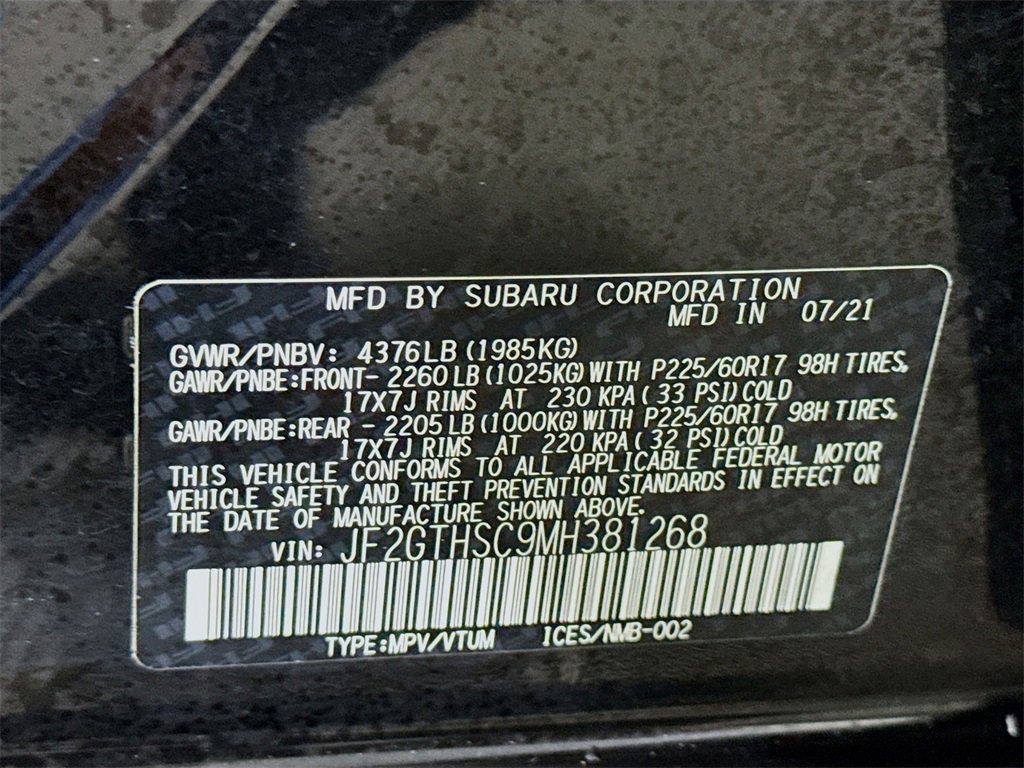 MFD BY SUBARU CORPORATION
MFD IN 07/21
GVWR/PNBV: 4376LB (1985KG)
GAWR/PNBE:FRONT- 2260 LB (1025KG) WITH P225/60R17 98H TIRES,
17X7J RIMS AT 230 KPA ( 33 PSI) COLD
GAWR/PNBE:REAR - 2205 LB (1000KG) WITH P225/60R17 98H TIRES,
17X7J RIMS AT 220 KPA ( 32 PSI) COLD
THIS VEHICLE CONFORMS TO ALL APPLICABLE FEDERAL MOTOR
VEHICLE SAFETY AND THEFT PREVENTION STANDARDS IN EFFECT ON
THE DATE OF MANUFACTURE SHOWN ABOVE.
VIN: JF2GTHSC9MH381268
TYPE:MPV/VTUM ICES/NMB-002